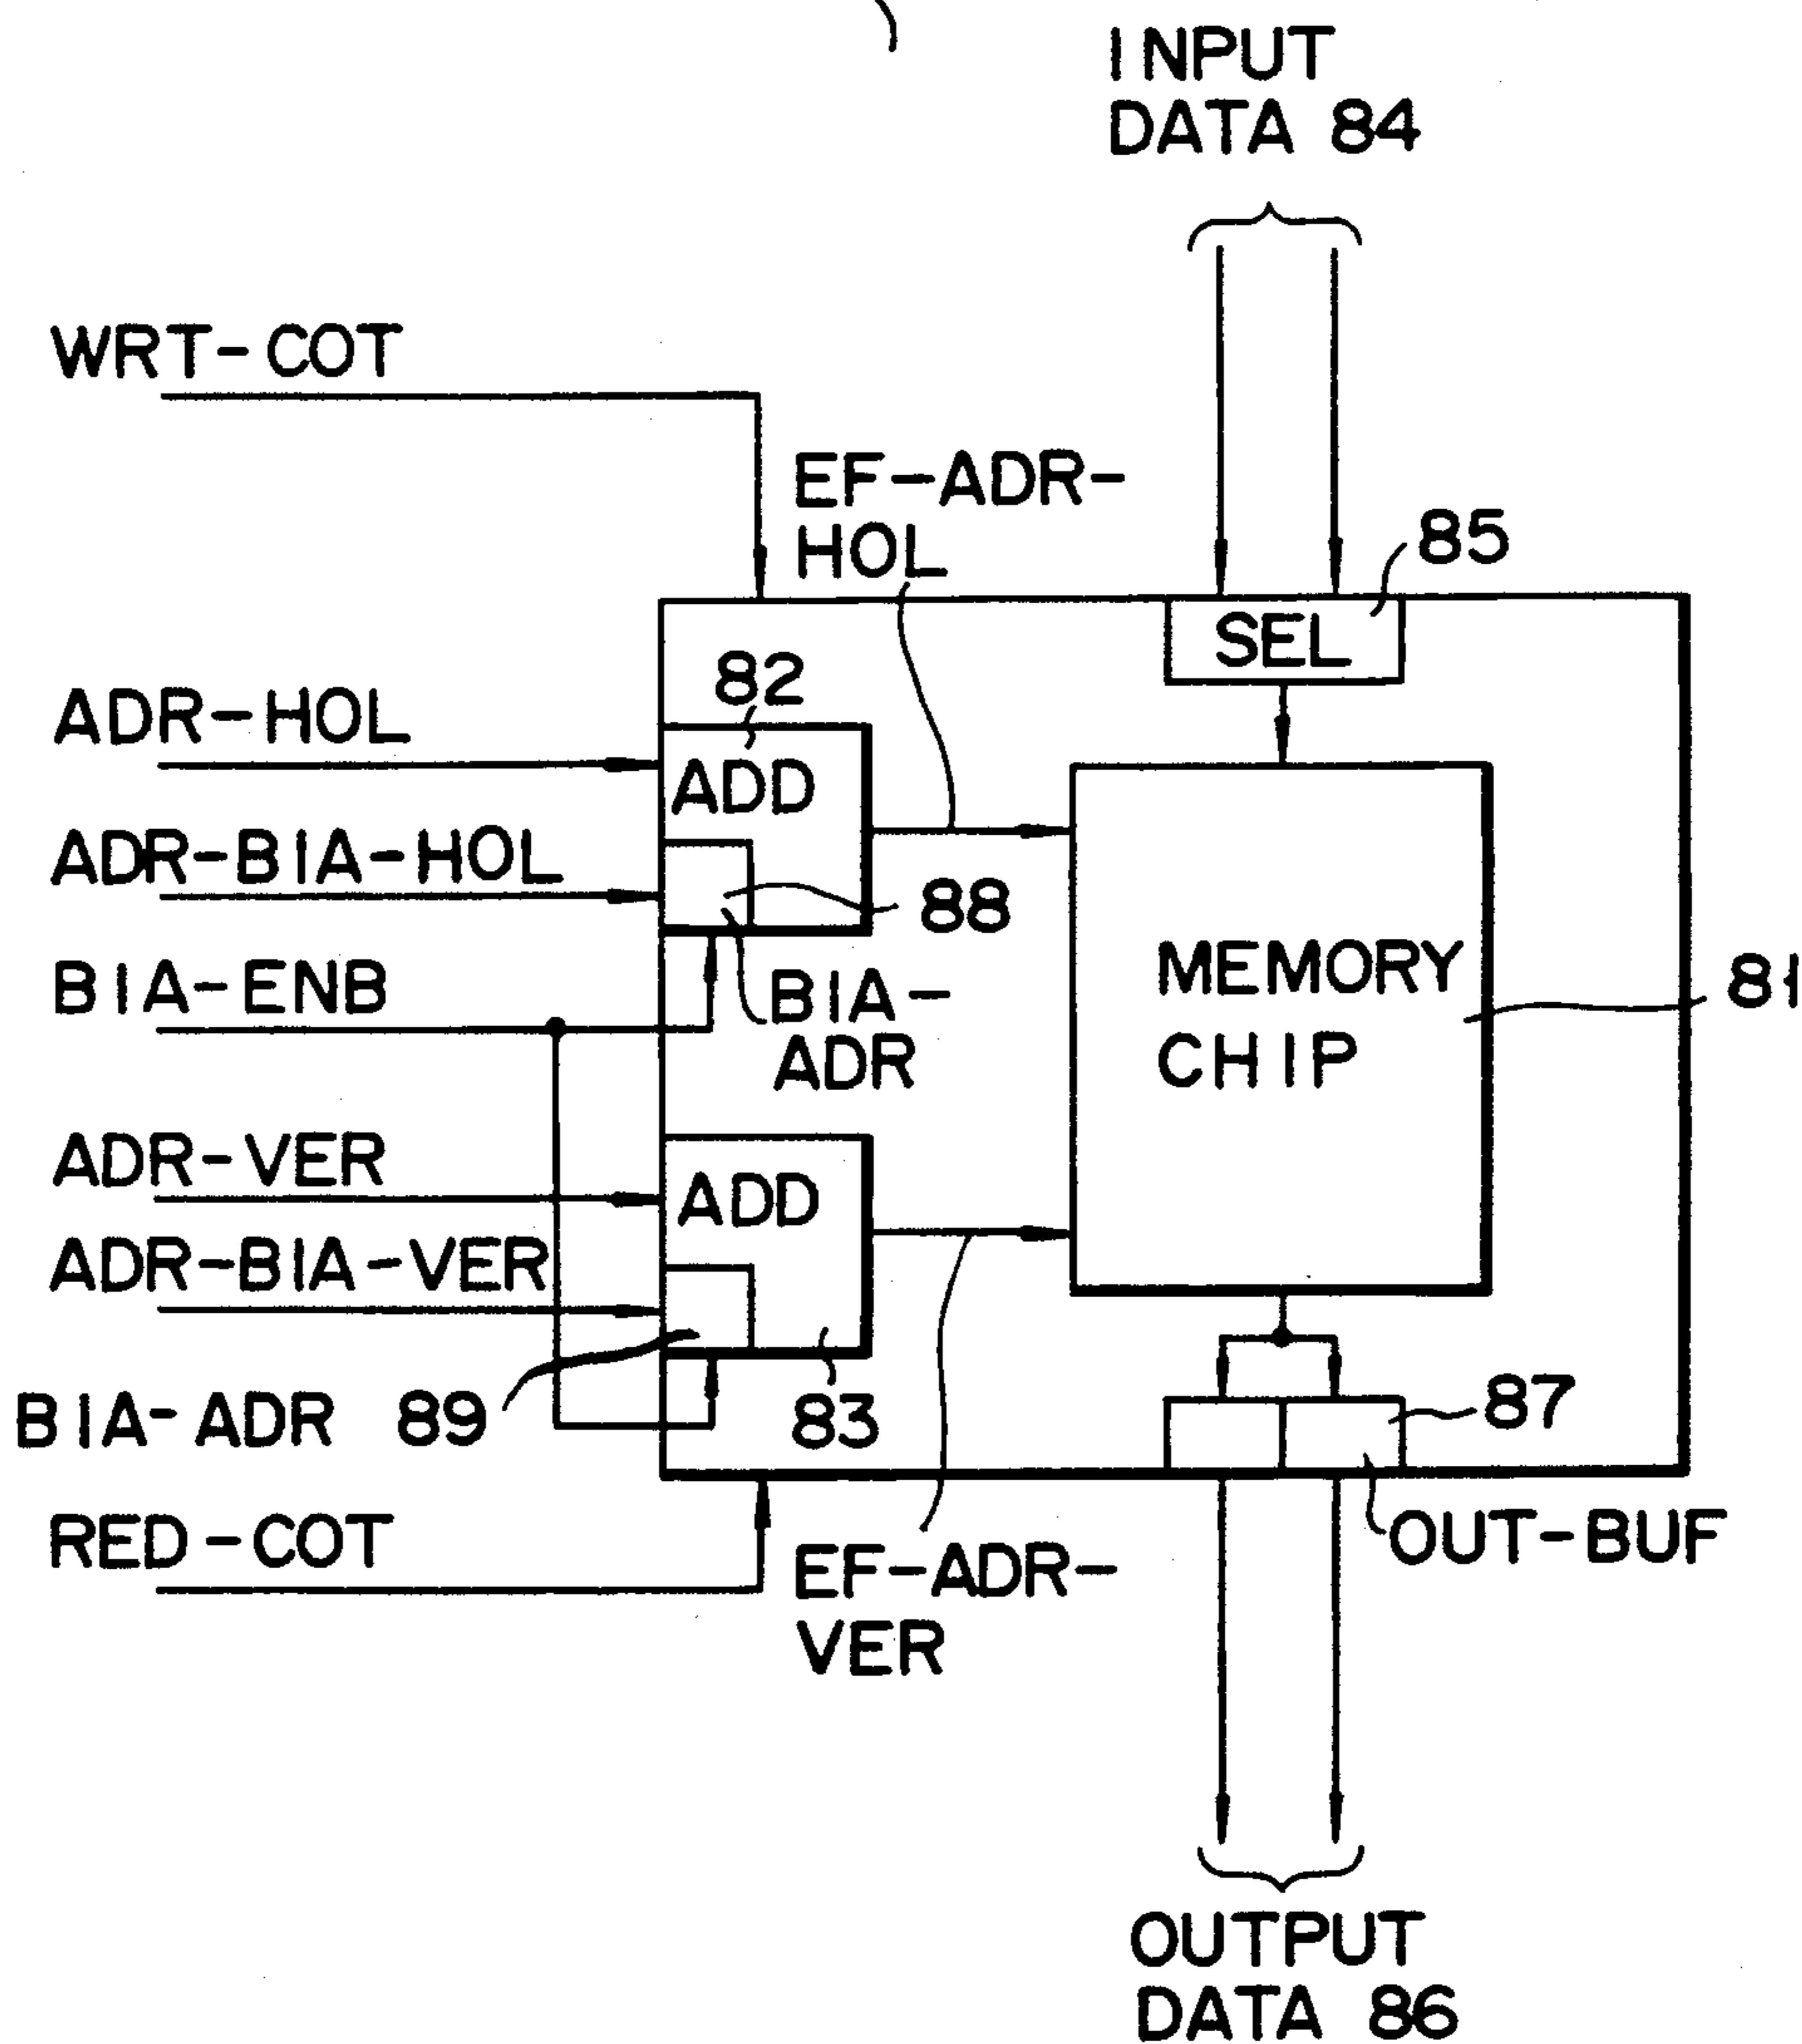 INPUT
DATA 84
WRT-COT
EF-ADR-
HOL
85
SEL
82
ADR-HOL
ADD
ADR-BIA-HOL
88
BIA-ENB
BIA-
ADR
MEMORY
CHIP
81
ADR-VER
ADD
ADR-BIA-VER
BIA-ADR 89
83
87
RED-COT
OUT-BUF
EF-ADR-
VER
OUTPUT
DATA 86